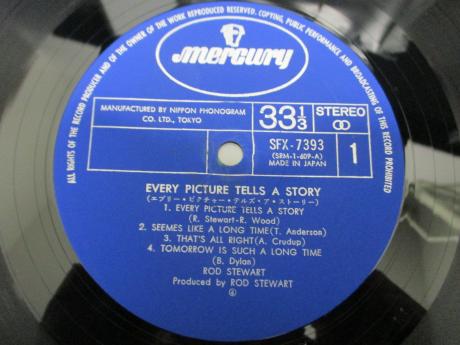 ALL RIGHTS OF THE RECORD PRODUCER AND OF THE OWNER OF THE WORK REPRODUCED RESERVED. COPYING, PUBLIC PERFORMANCE AND BROADCASTING OF THIS RECORD PROHIBITED
mercury
MANUFACTURED BY NIPPON PHONOGRAM
CO. LTD., TOKYO
33 1/3
STEREO
SFX-7393
(SRM-1-609-A)
MADE IN JAPAN
1
EVERY PICTURE TELLS A STORY
(エブリー・ピクチャー・テルズ・ア・ストーリー)
1. EVERY PICTURE TELLS A STORY
(R. Stewart-R. Wood)
2. SEEMES LIKE A LONG TIME(T. Anderson)
3. THAT'S ALL RIGHT(A. Crudup)
4. TOMORROW IS SUCH A LONG TIME
(B. Dylan)
ROD STEWART
Produced by ROD STEWART